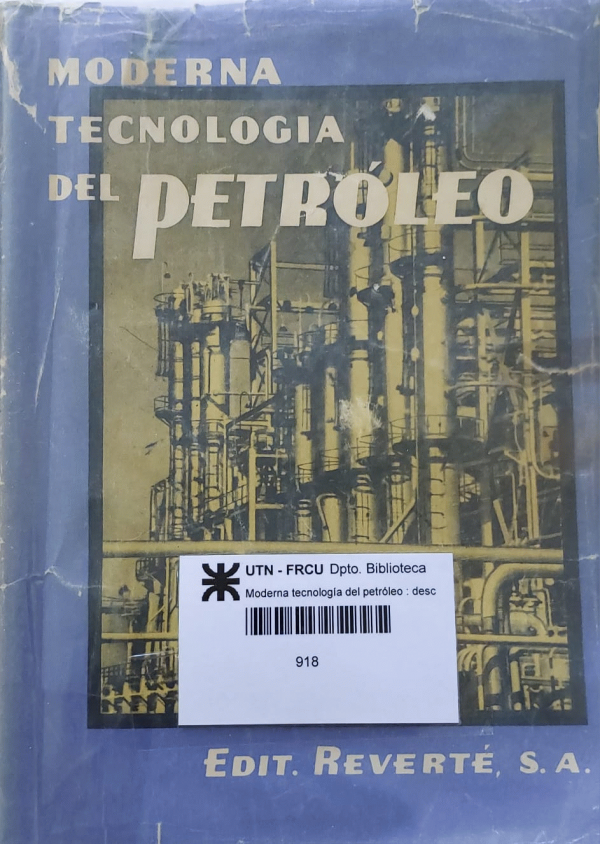 MODERNA
TECNOLOGIA
DEL PETRÓLEO
UTN - FRCU Dpto. Biblioteca
Moderna tecnología del petróleo : desc
918
EDIT. REVERTÉ, S. A.